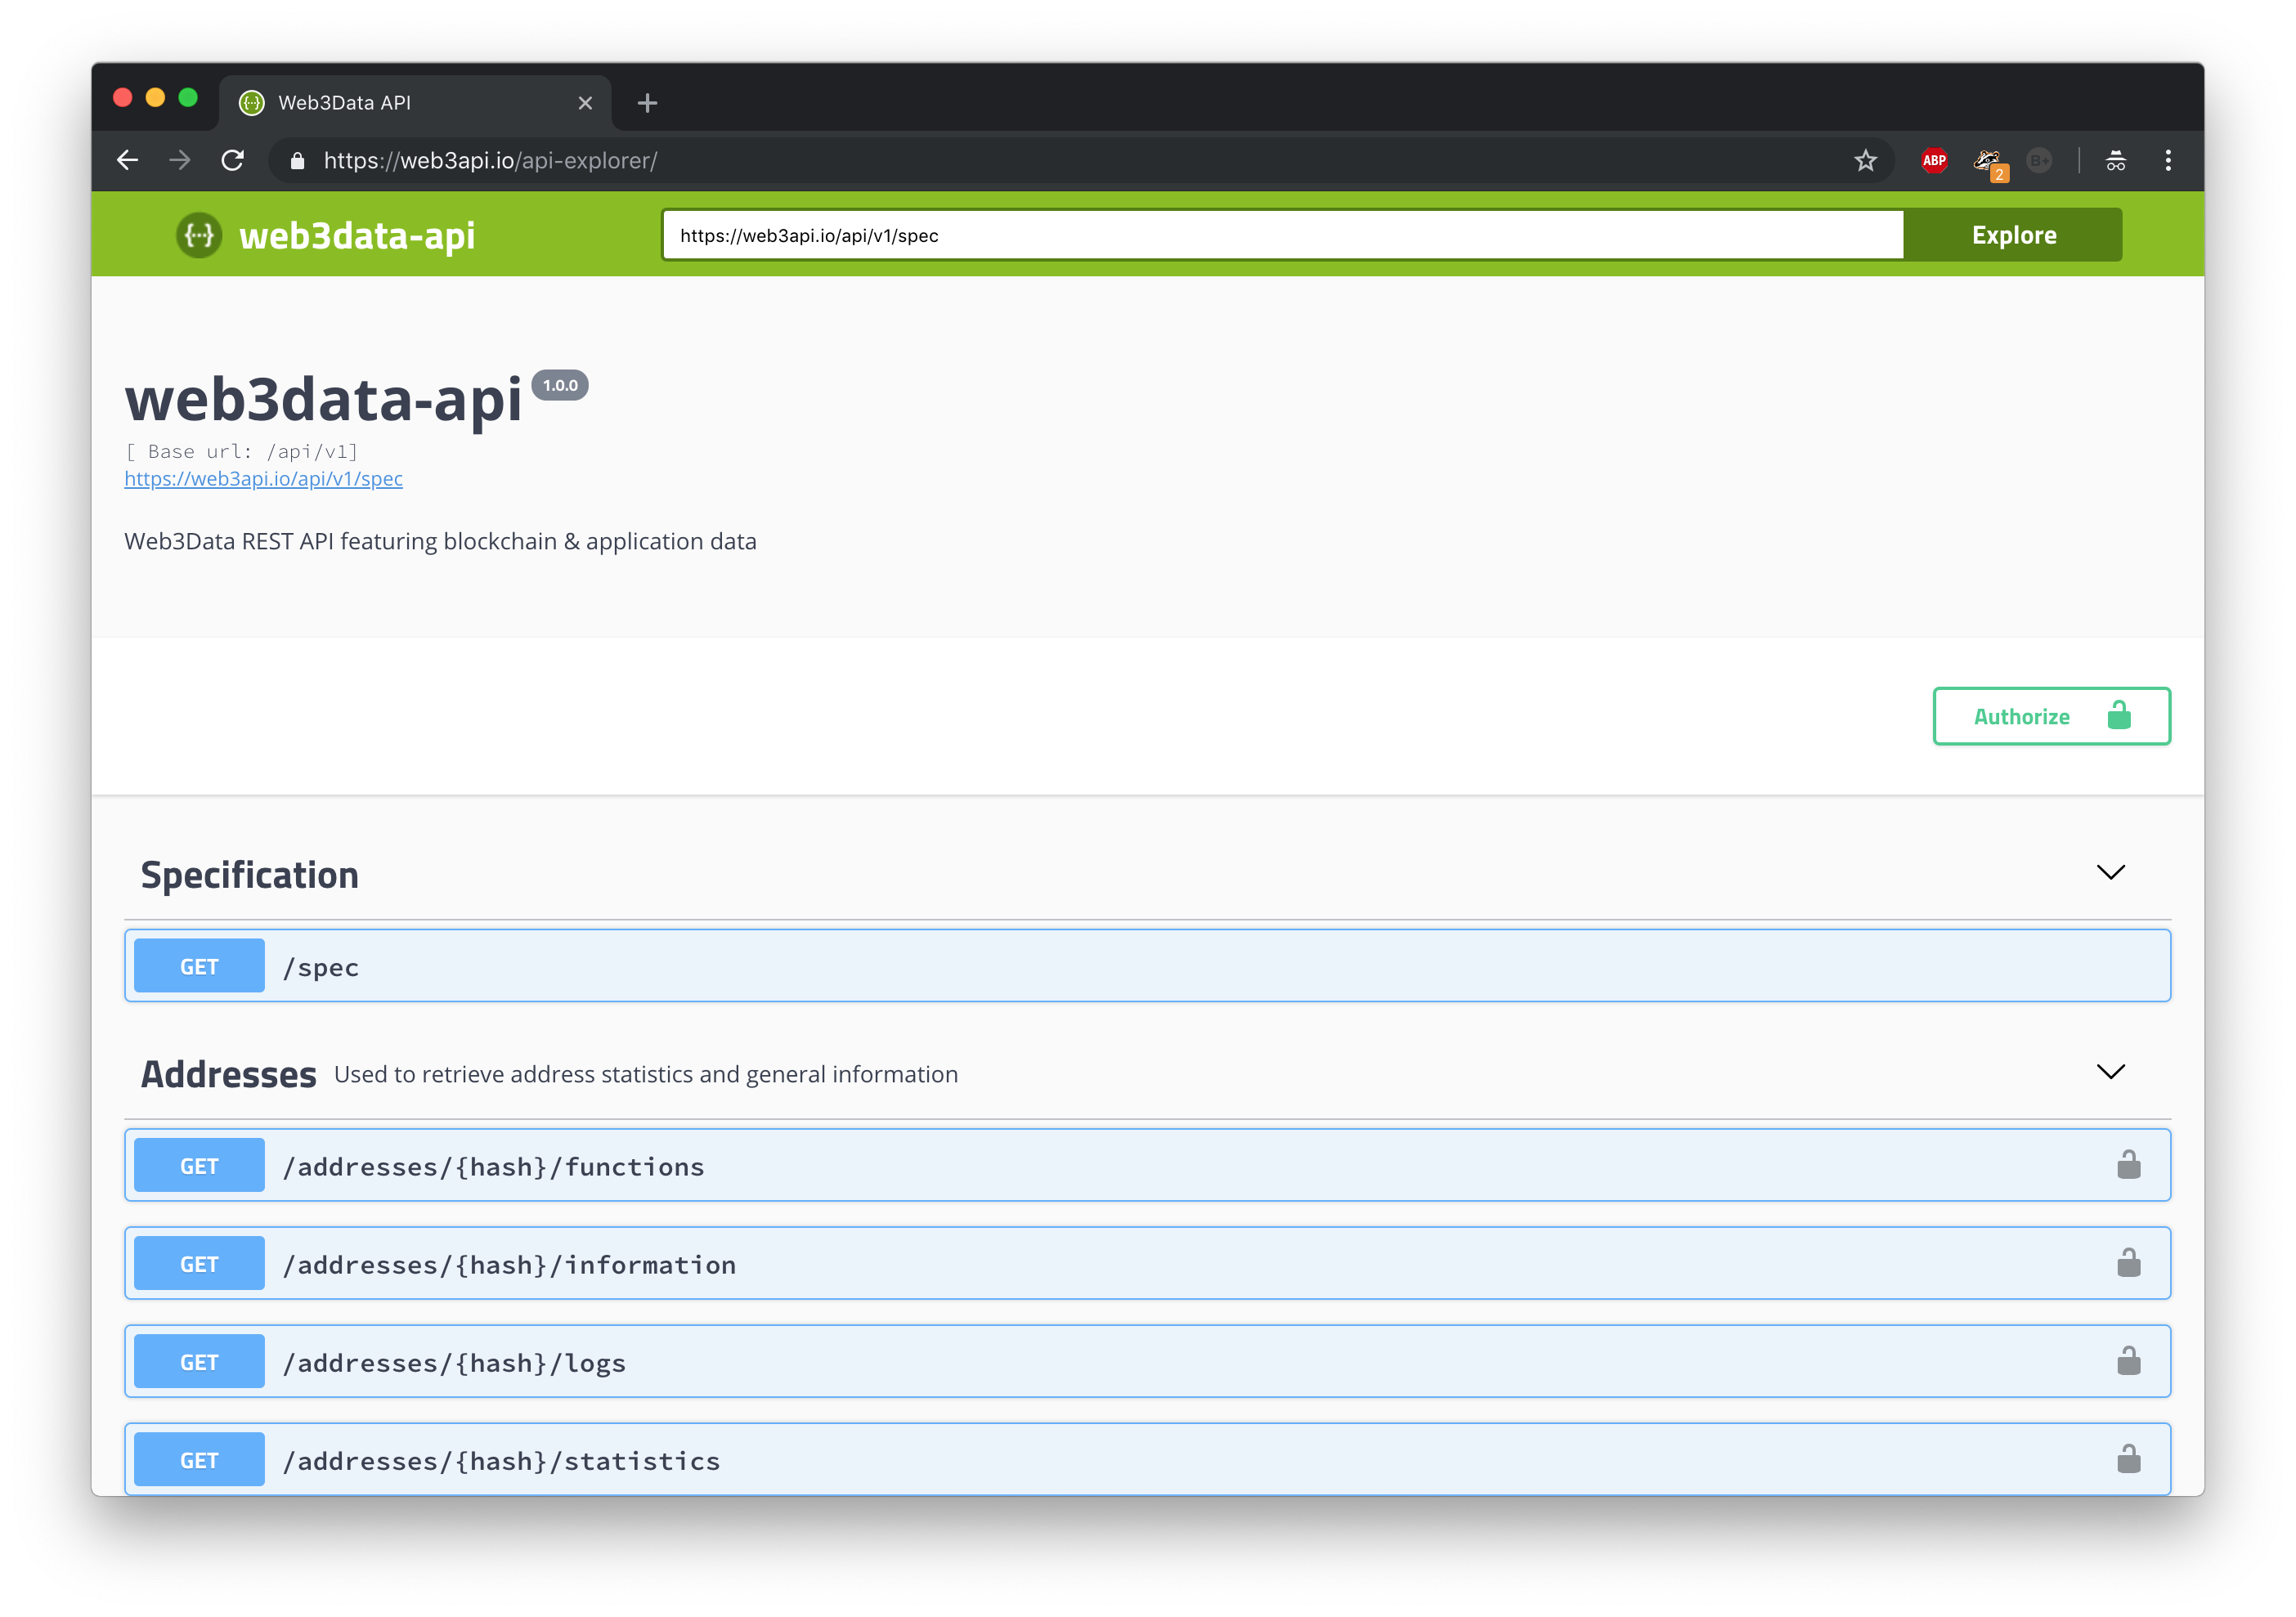 Web3Data API
https://web3api.io/api-explorer/
ABP
2
B+
web3data-api
https://web3api.io/api/v1/spec
Explore
web3data-api 1.0.0
[ Base url: /api/v1]
https://web3api.io/api/v1/spec
Web3Data REST API featuring blockchain & application data
Authorize
Specification
GET /spec
Addresses Used to retrieve address statistics and general information
GET /addresses/{hash}/functions
GET /addresses/{hash}/information
GET /addresses/{hash}/logs
GET /addresses/{hash}/statistics